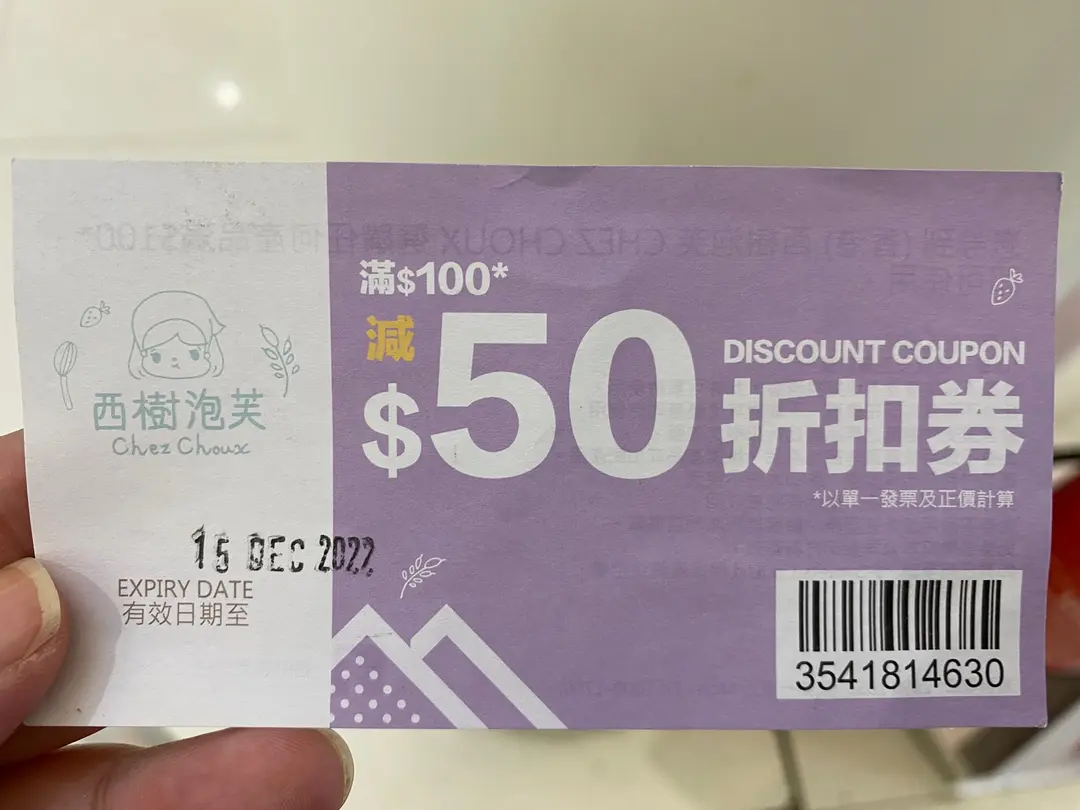 滿$100*
減
$50
DISCOUNT COUPON
折扣券
*以單一發票及正價計算
西樹泡芙
Chez Choux
15 DEC 2022
EXPIRY DATE
有效日期至
3541814630